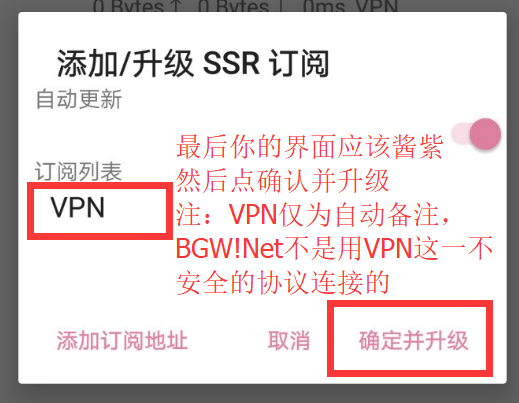 0 Bytes↑ 0 Bytes↓ 0ms VPN
添加/升级 SSR 订阅
自动更新
最后你的界面应该酱紫
然后点确认并升级
订阅列表
VPN
注：VPN仅为自动备注，
BGW!Net不是用VPN这一不
安全的协议连接的
添加订阅地址
取消
确定并升级